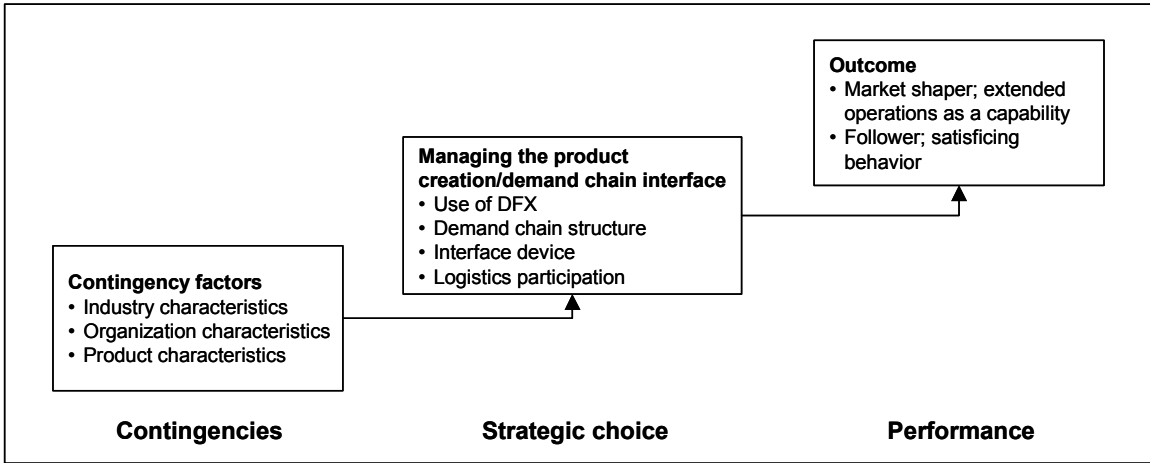 Outcome
• Market shaper; extended
operations as a capability
• Follower; satisficing
behavior
Managing the product
creation/demand chain interface
• Use of DFX
• Demand chain structure
• Interface device
• Logistics participation
Contingency factors
• Industry characteristics
• Organization characteristics
• Product characteristics
Contingencies
Strategic choice
Performance